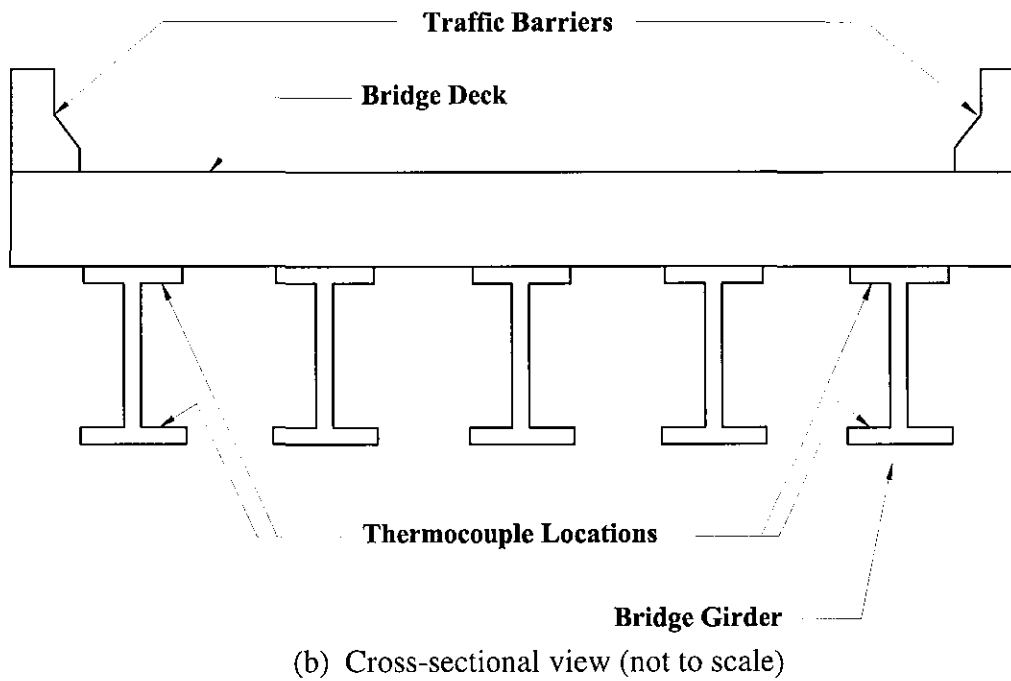 Traffic Barriers
Bridge Deck
Thermocouple Locations
Bridge Girder
(b) Cross-sectional view (not to scale)